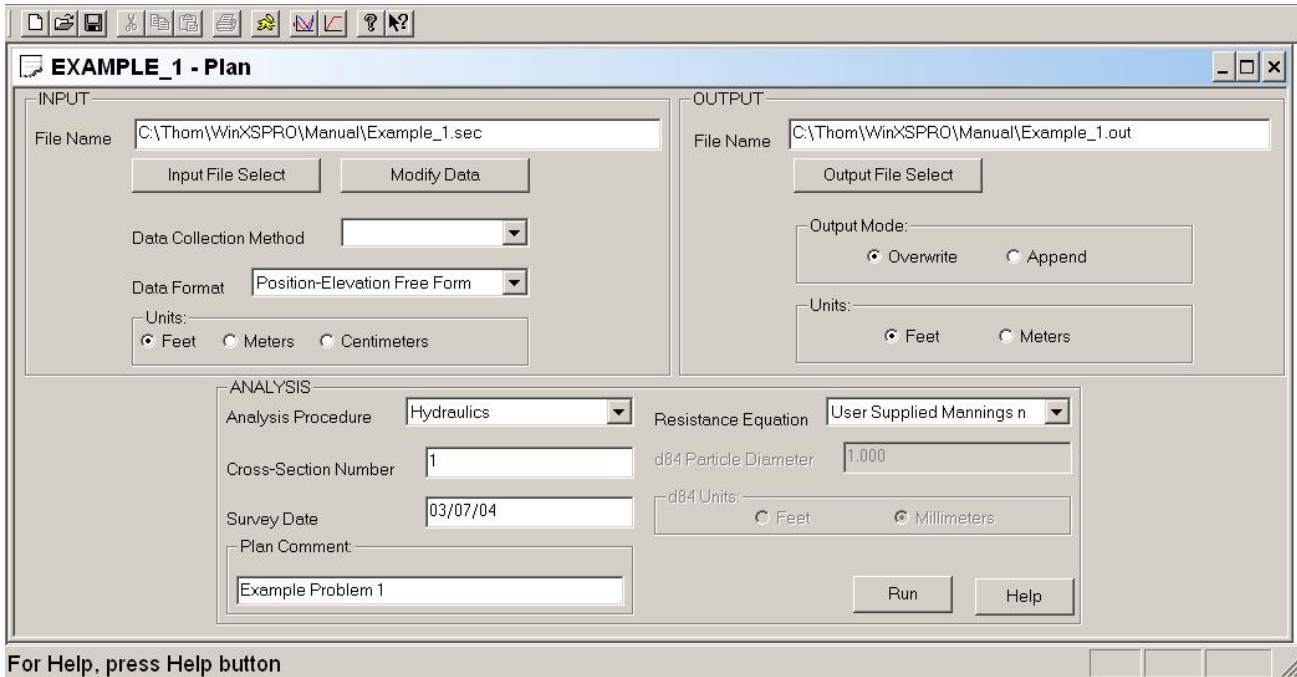 EXAMPLE_1 - Plan
INPUT
File Name
C:\Thom\WinXSPRO\Manual\Example_1.sec
Input File Select
Modify Data
Data Collection Method
Data Format
Position-Elevation Free Form
Units:
Feet
Meters
Centimeters
OUTPUT
File Name
C:\Thom\WinXSPRO\Manual\Example_1.out
Output File Select
Output Mode:
Overwrite
Append
Units:
Feet
Meters
ANALYSIS
Analysis Procedure
Hydraulics
Cross-Section Number
1
Survey Date
03/07/04
Plan Comment:
Example Problem 1
Resistance Equation
User Supplied Mannings n
d84 Particle Diameter
1.000
d84 Units:
Feet
Millimeters
Run
Help
For Help, press Help button